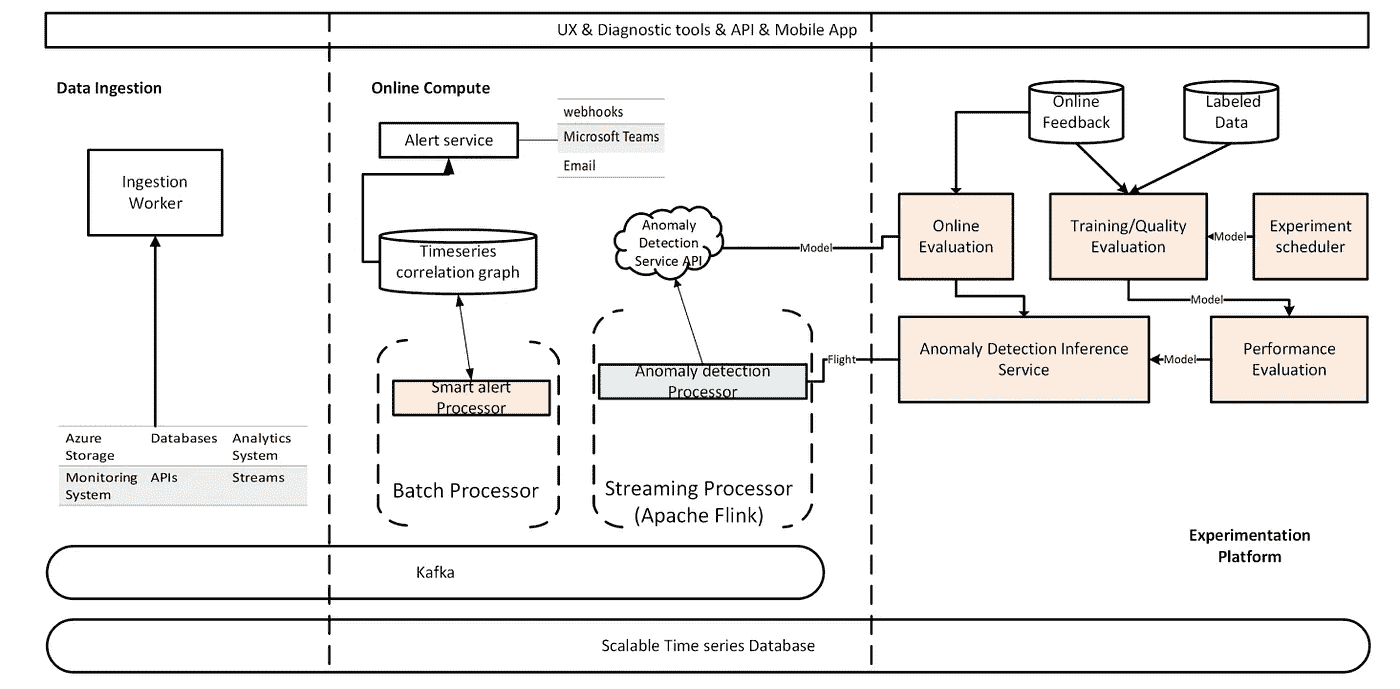 UX & Diagnostic tools & API & Mobile App
Data Ingestion
Ingestion
Worker
Azure
Storage
Databases
Analytics
System
Monitoring
System
APIs
Streams
Online Compute
Alert service
webhooks
Microsoft Teams
Email
Timeseries
correlation graph
Smart alert
Processor
Batch Processor
Anomaly
Detection
Service API
Anomaly detection
Processor
Streaming Processor
(Apache Flink)
Model
Flight
Online
Feedback
Labeled
Data
Online
Evaluation
Training/Quality
Evaluation
Model
Experiment
scheduler
Model
Anomaly Detection Inference
Service
Model
Performance
Evaluation
Experimentation
Platform
Kafka
Scalable Time series Database